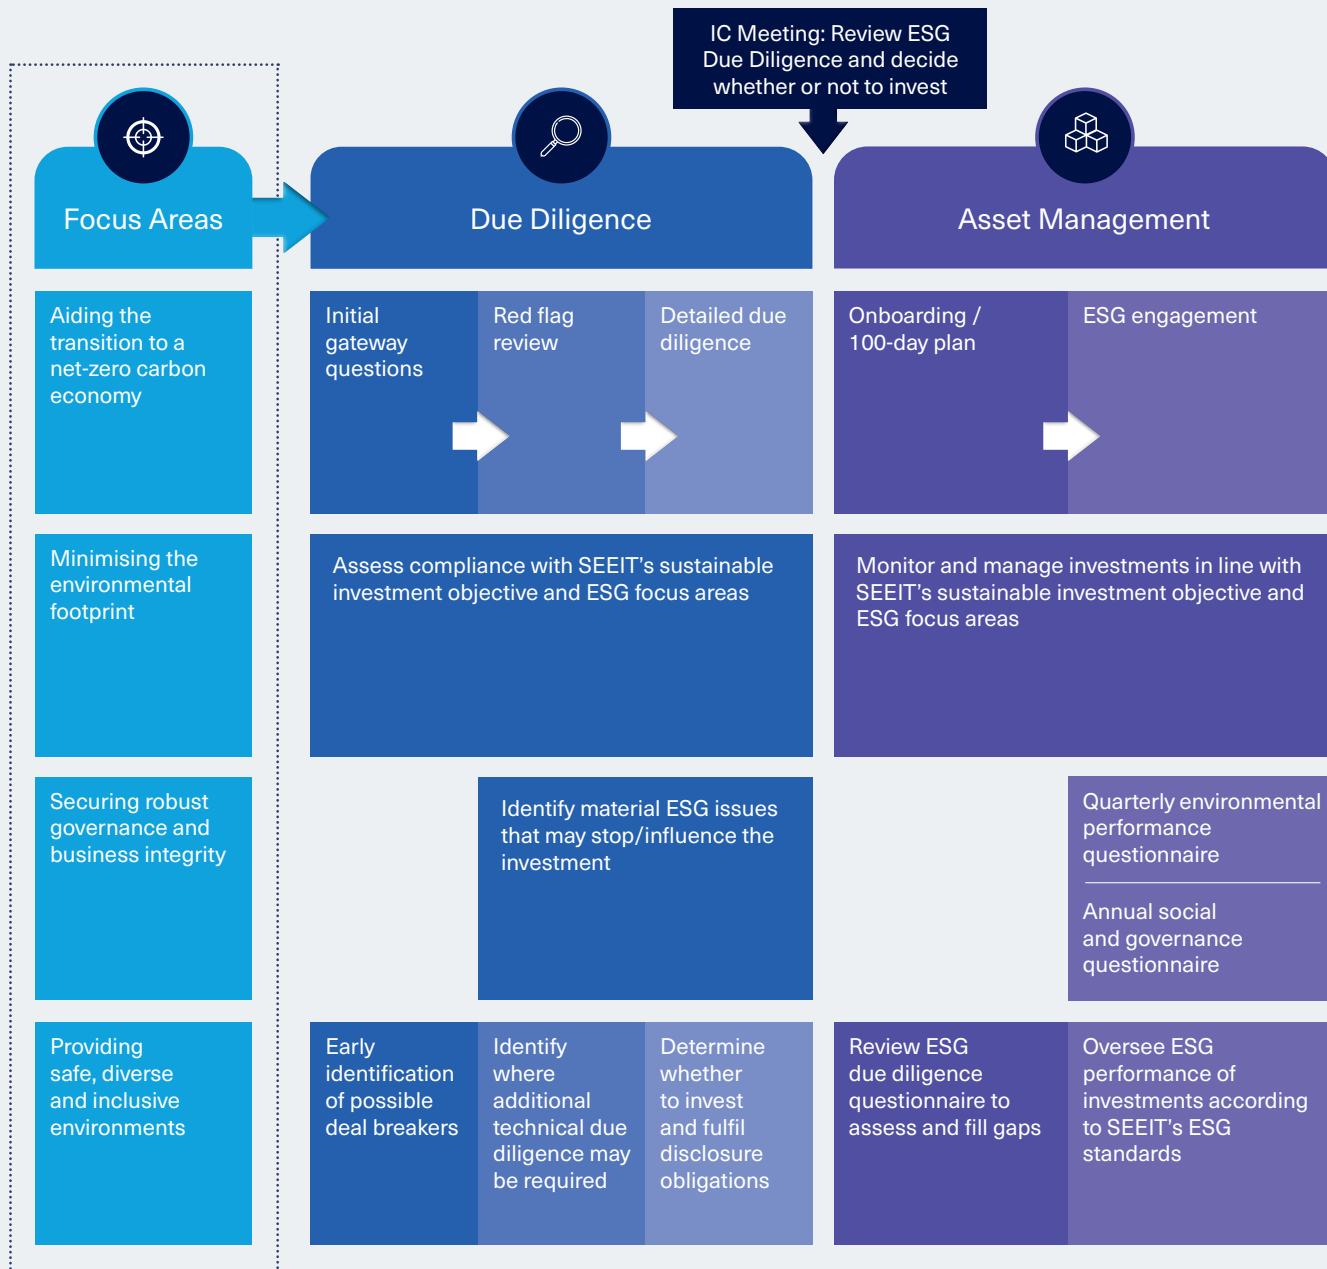 IC Meeting: Review ESG
Due Diligence and decide
whether or not to invest
Focus Areas
Due Diligence
Asset Management
Aiding the
transition to a
net-zero carbon
economy
Initial
gateway
questions
Red flag
review
Detailed due
diligence
Onboarding /
100-day plan
ESG engagement
Minimising the
environmental
footprint
Assess compliance with SEEIT’s sustainable
investment objective and ESG focus areas
Monitor and manage investments in line with
SEEIT’s sustainable investment objective and
ESG focus areas
Securing robust
governance and
business integrity
Identify material ESG issues
that may stop/influence the
investment
Quarterly environmental
performance
questionnaire
Annual social
and governance
questionnaire
Providing
safe, diverse
and inclusive
environments
Early
identification
of possible
deal breakers
Identify
where
additional
technical due
diligence may
be required
Determine
whether
to invest
and fulfil
disclosure
obligations
Review ESG
due diligence
questionnaire to
assess and fill gaps
Oversee ESG
performance of
investments according
to SEEIT’s ESG
standards